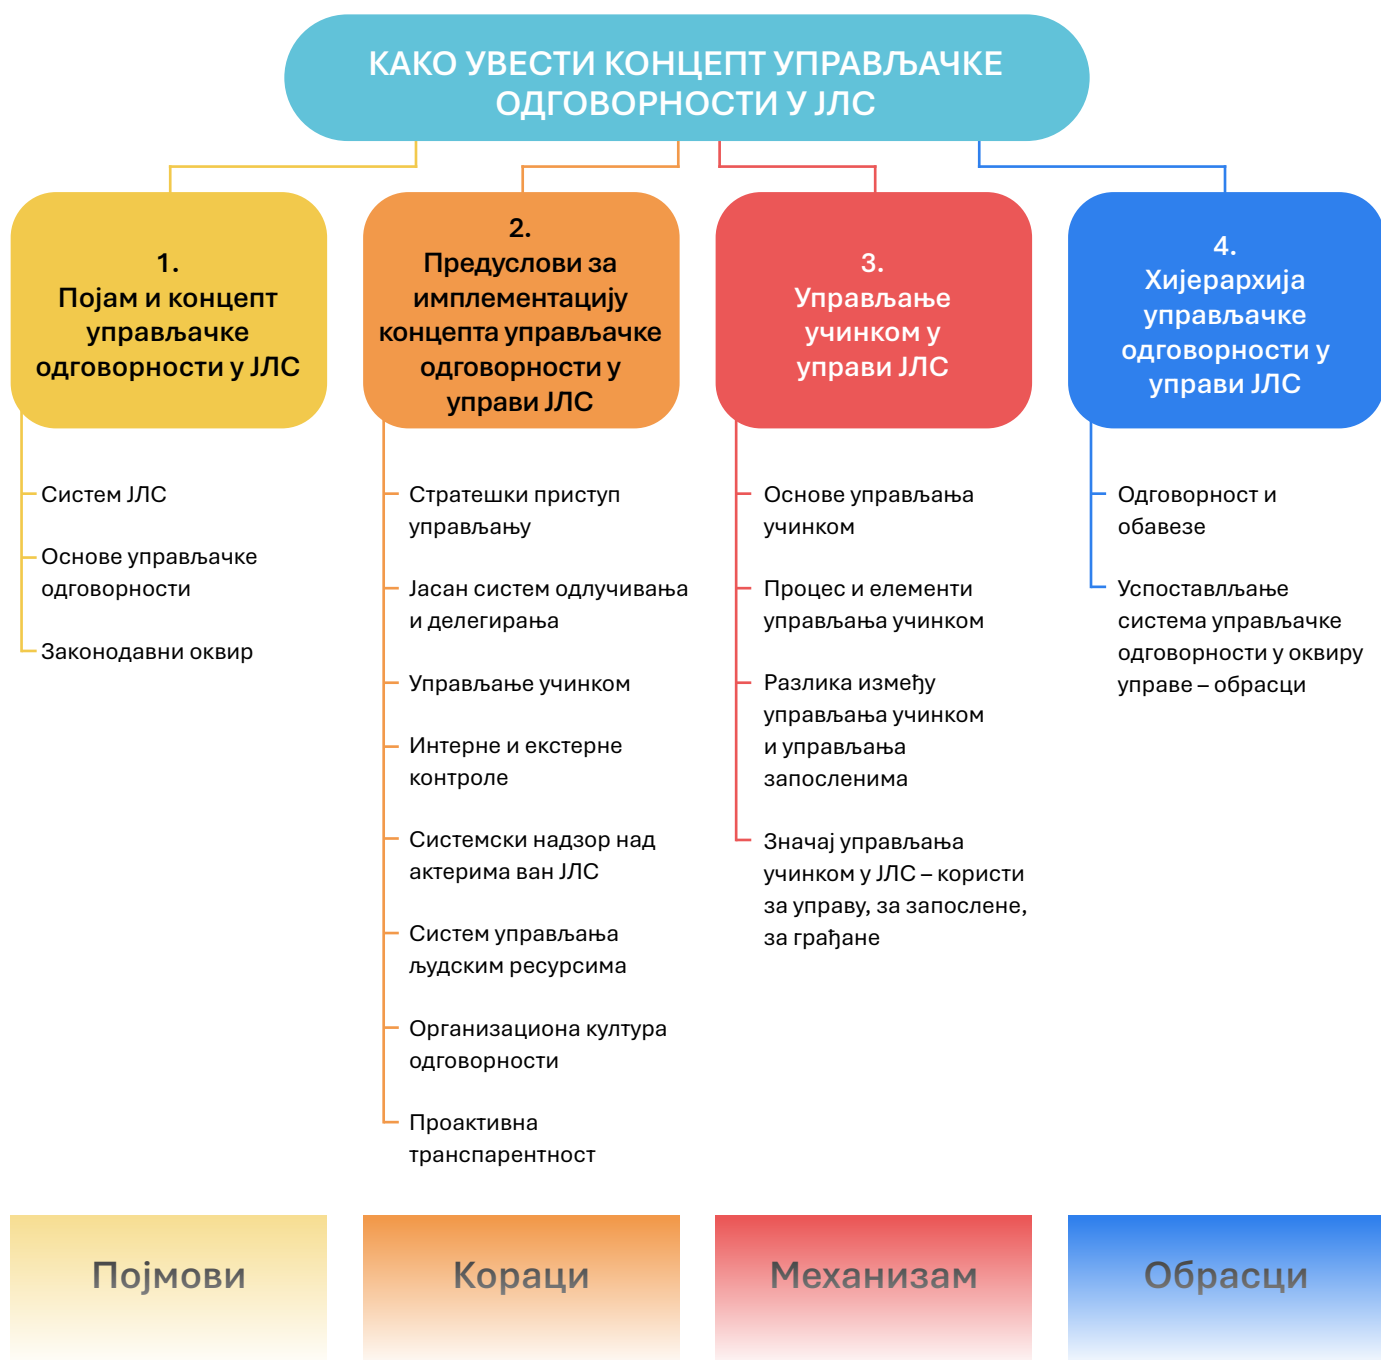 КАКО УВЕСТИ КОНЦЕПТ УПРАВЉАЧКЕ
ОДГОВОРНОСТИ У ЈЛС
1.
Појам и концепт
управљачке
одговорности у ЈЛС
Систем ЈЛС
Основе управљачке
одговорности
Законодавни оквир
2.
Предуслови за
имплементацију
концепта управљачке
одговорности у
управи ЈЛС
Стратешки приступ
управљању
Јасан систем одлучивања
и делегирања
Управљање учинком
Интерне и екстерне
контроле
Системски надзор над
актерима ван ЈЛС
Систем управљања
људским ресурсима
Организациона култура
одговорности
Проактивна
транспарентност
3.
Управљање
учинком у
управи ЈЛС
Основе управљања
учинком
Процес и елементи
управљања учинком
Разлика између
управљања учинком
и управљања
запосленима
Значај управљања
учинком у ЈЛС – користи
за управу, за запослене,
за грађане
4.
Хијерархија
управљачке
одговорности у
управи ЈЛС
Одговорност и
обавезе
Успоставлљање
система управљачке
одговорности у оквиру
управе – обрасци
Појмови
Кораци
Механизам
Обрасци